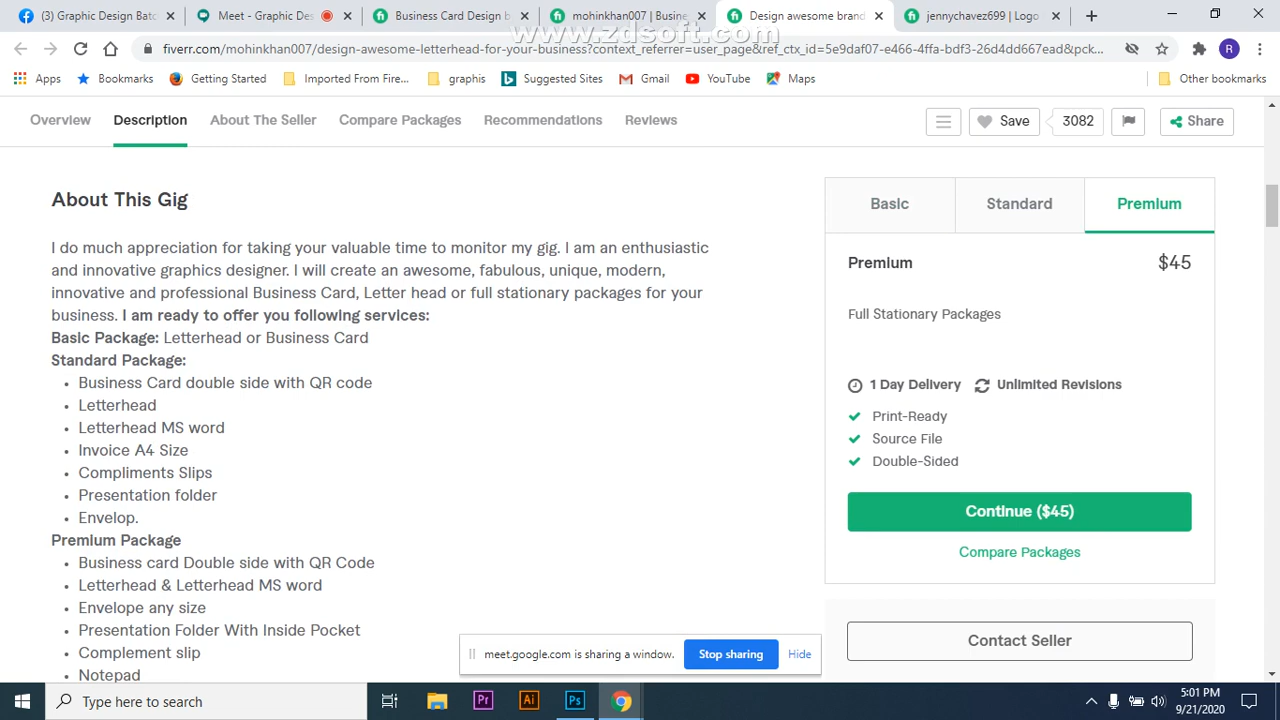 (3) Graphic Design Batc
Meet - Graphic Des
Business Card Design b
mohinkhan007 | Busine
Design awesome brand
jennychavez699 | Logo
www.zdsoft.com
fiverr.com/mohinkhan007/design-awesome-letterhead-for-your-business?context_referrer=user_page&ref_ctx_id=5e9daf07-e466-4ffa-bdf3-26d4dd667ead&pck...
R
Apps
Bookmarks
Getting Started
Imported From Fire...
graphis
Suggested Sites
Gmail
YouTube
Maps
Other bookmarks
Overview
Description
About The Seller
Compare Packages
Recommendations
Reviews
Save
3082
Share
About This Gig
I do much appreciation for taking your valuable time to monitor my gig. I am an enthusiastic
and innovative graphics designer. I will create an awesome, fabulous, unique, modern,
innovative and professional Business Card, Letter head or full stationary packages for your
business. I am ready to offer you following services:
Basic Package: Letterhead or Business Card
Standard Package:
• Business Card double side with QR code
• Letterhead
• Letterhead MS word
• Invoice A4 Size
• Compliments Slips
• Presentation folder
• Envelop.
Premium Package
• Business card Double side with QR Code
• Letterhead & Letterhead MS word
• Envelope any size
• Presentation Folder With Inside Pocket
• Complement slip
• Notepad
Basic
Standard
Premium
Premium
$45
Full Stationary Packages
1 Day Delivery
Unlimited Revisions
Print-Ready
Source File
Double-Sided
Continue ($45)
Compare Packages
Contact Seller
meet.google.com is sharing a window.
Stop sharing
Hide
Type here to search
Pr
Ai
Ps
5:01 PM
9/21/2020